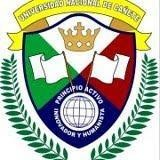 UNIVERSIDAD NACIONAL DE CAÑETE
PRINCIPIO ACTIVO
INNOVADOR Y HUMANISTA